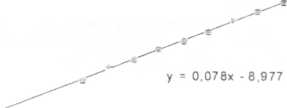 y = 0,078x - 8,977